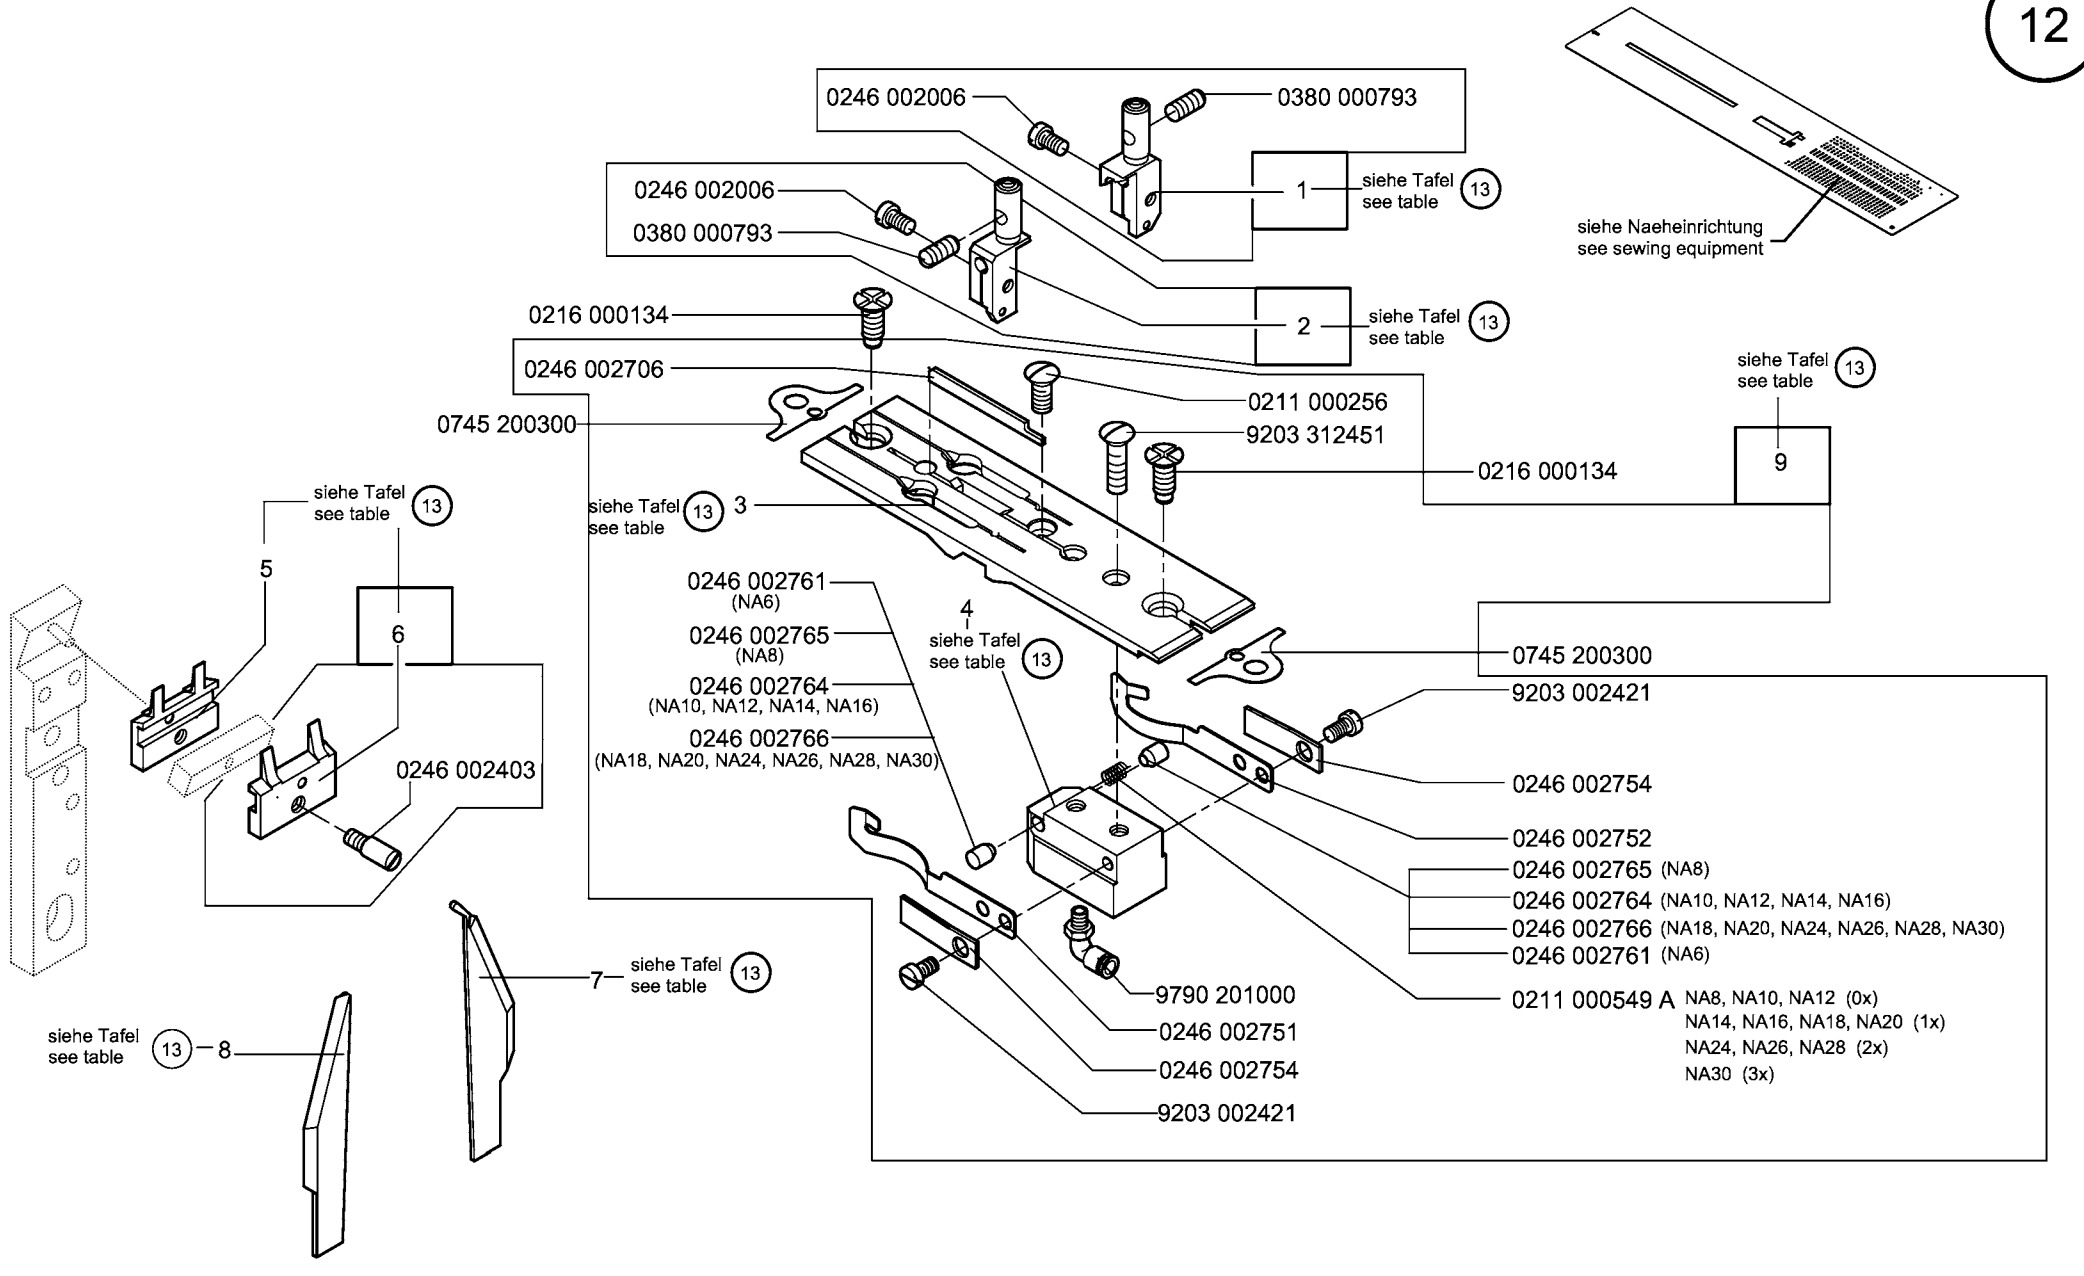 12
0246 002006
0380 000793
1
siehe Tafel
see table
13
0246 002006
0380 000793
siehe Naeheinrichtung
see sewing equipment
0216 000134
2
siehe Tafel
see table
13
0246 002706
0211 000256
siehe Tafel
see table
13
0745 200300
9203 312451
9
0216 000134
siehe Tafel
see table
13
5
siehe Tafel
see table
13
3
0246 002761
(NA6)
0246 002765
(NA8)
0246 002764
(NA10, NA12, NA14, NA16)
0246 002766
(NA18, NA20, NA24, NA26, NA28, NA30)
4
siehe Tafel
see table
13
6
0246 002403
0745 200300
9203 002421
0246 002754
0246 002752
0246 002765 (NA8)
0246 002764 (NA10, NA12, NA14, NA16)
0246 002766 (NA18, NA20, NA24, NA26, NA28, NA30)
0246 002761 (NA6)
0211 000549 A NA8, NA10, NA12 (0x)
NA14, NA16, NA18, NA20 (1x)
NA24, NA26, NA28 (2x)
NA30 (3x)
7
siehe Tafel
see table
13
9790 201000
0246 002751
0246 002754
9203 002421
siehe Tafel
see table
13
8